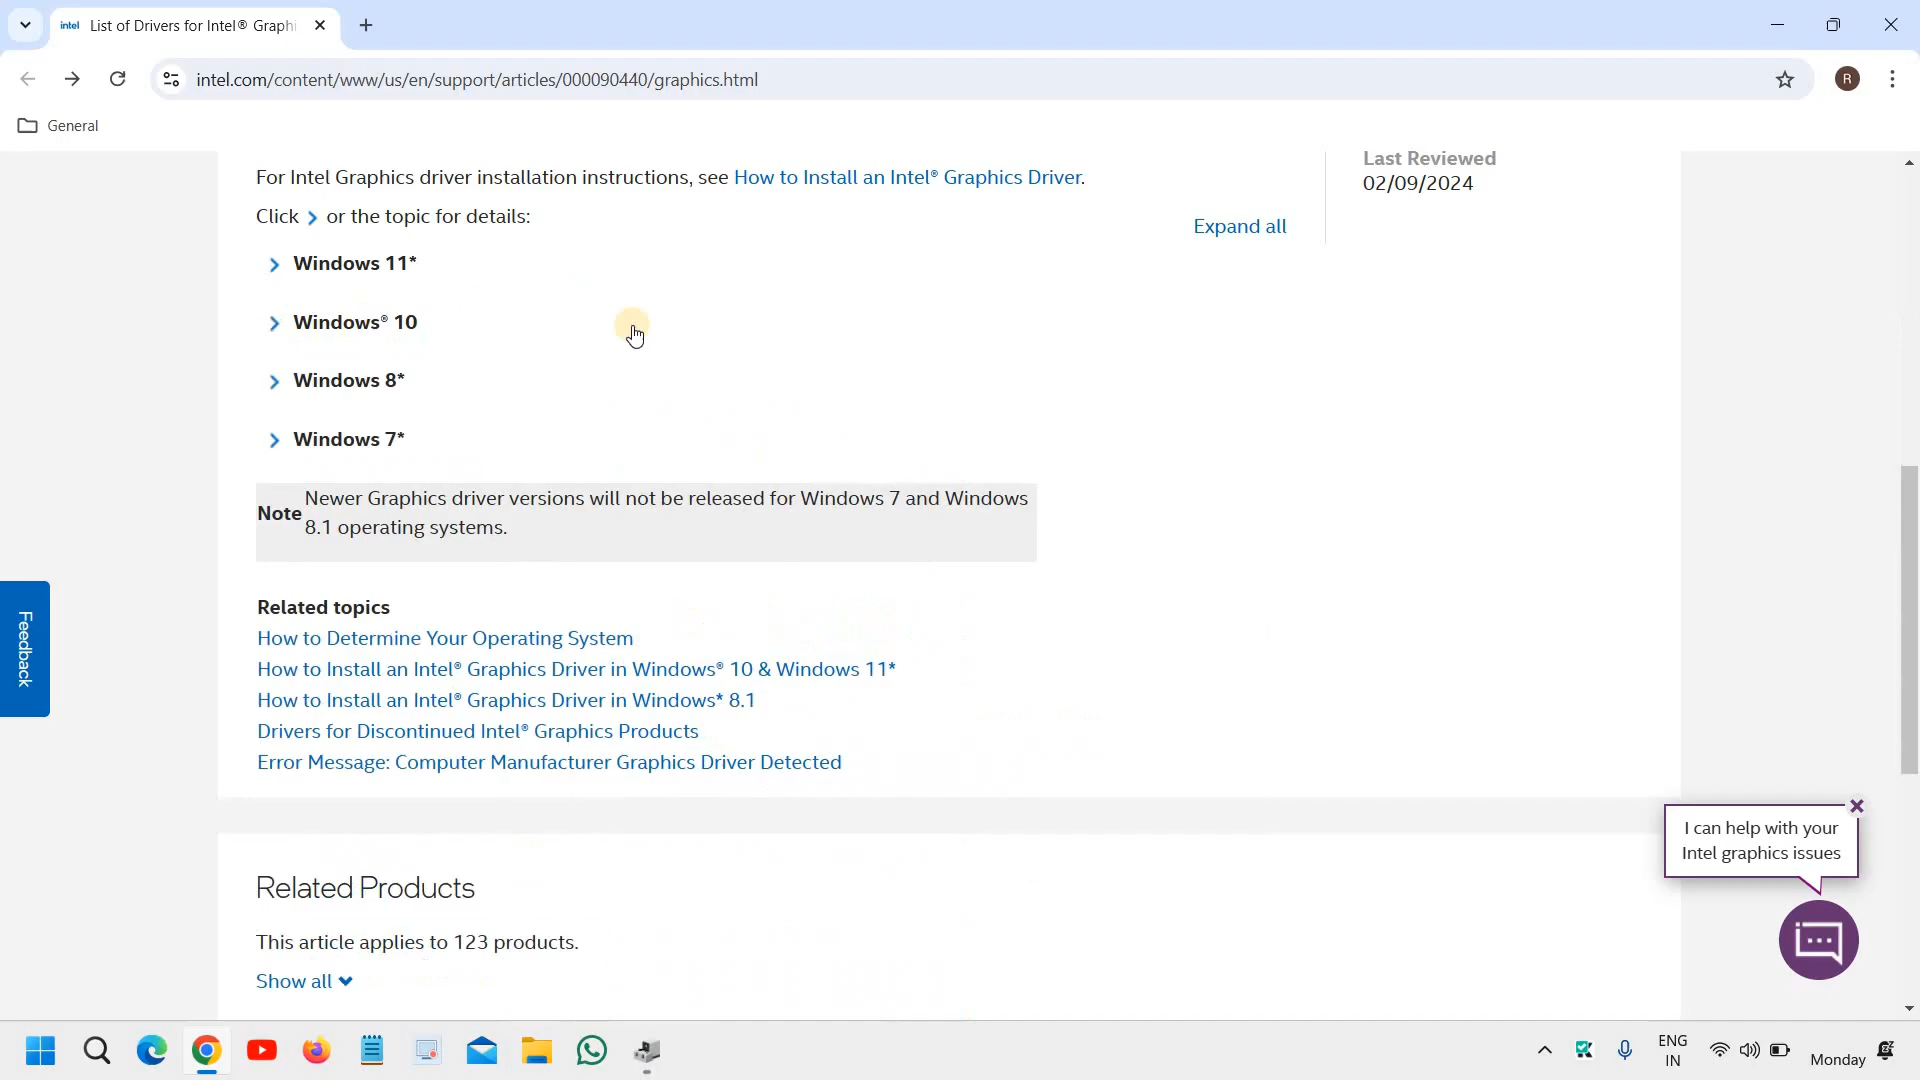 intel List of Drivers for Intel® Graphi
intel.com/content/www/us/en/support/articles/000090440/graphics.html
R
General
For Intel Graphics driver installation instructions, see How to Install an Intel® Graphics Driver.
Last Reviewed
02/09/2024
Click > or the topic for details:
Expand all
Windows 11*
Windows® 10
Windows 8*
Windows 7*
Note
Newer Graphics driver versions will not be released for Windows 7 and Windows
8.1 operating systems.
Related topics
How to Determine Your Operating System
How to Install an Intel® Graphics Driver in Windows® 10 & Windows 11*
How to Install an Intel® Graphics Driver in Windows* 8.1
Drivers for Discontinued Intel® Graphics Products
Error Message: Computer Manufacturer Graphics Driver Detected
Feedback
I can help with your
Intel graphics issues
Related Products
This article applies to 123 products.
Show all
ENG
IN
Monday